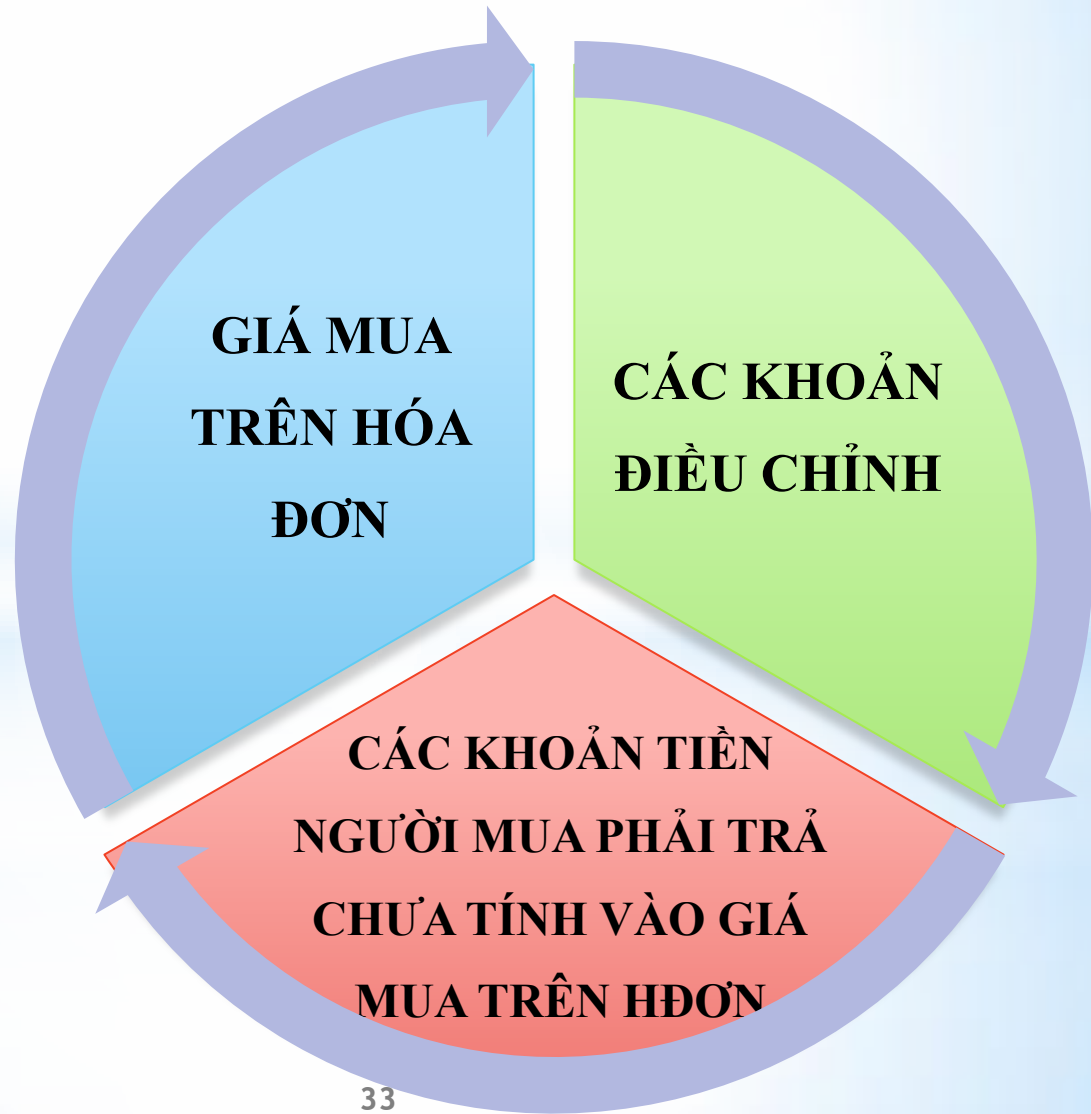 GIÁ MUA
TRÊN HÓA
ĐƠN
CÁC KHOẢN
ĐIỀU CHỈNH
CÁC KHOẢN TIỀN
NGƯỜI MUA PHẢI TRẢ
CHƯA TÍNH VÀO GIÁ
MUA TRÊN HĐƠN
33